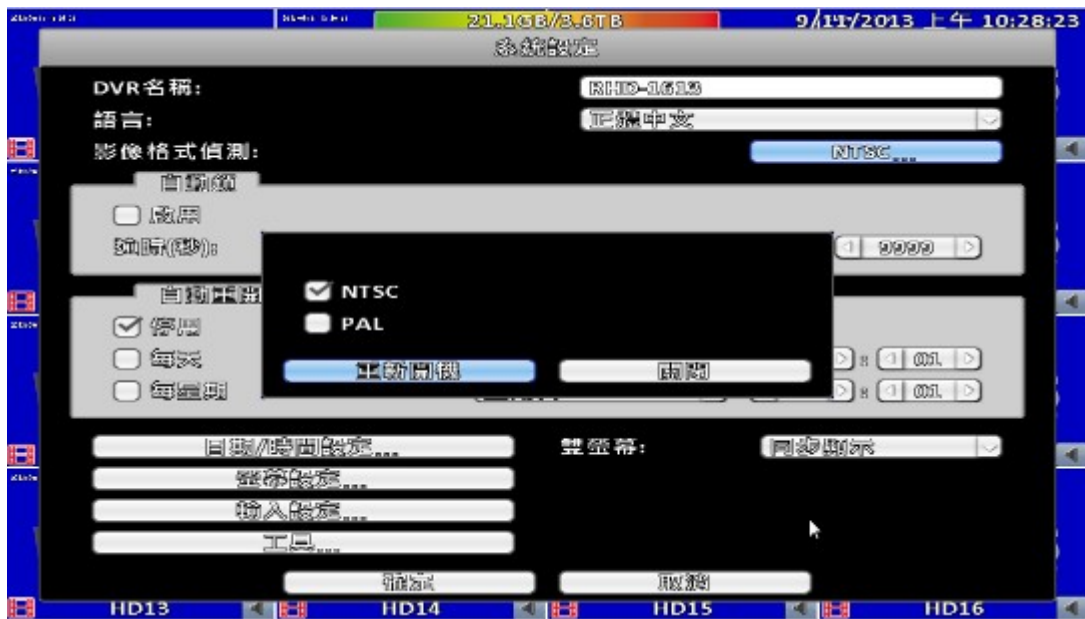 21.1GB/3.6TB
上午 10:28:23
系統設定
DVR名稱: RHD-1613
語言: 正體中文
影像格式偵測: NTSC...
自動鎖
啟用
延時(秒): 9999
自動重開
NTSC
停用
PAL
每天 : 01
重新開機 關閉
每星期 : 01
日期/時間設定... 雙螢幕: 同步顯示
螢幕設定...
輸入設定...
工具...
確定 取消
HD13 HD14 HD15 HD16